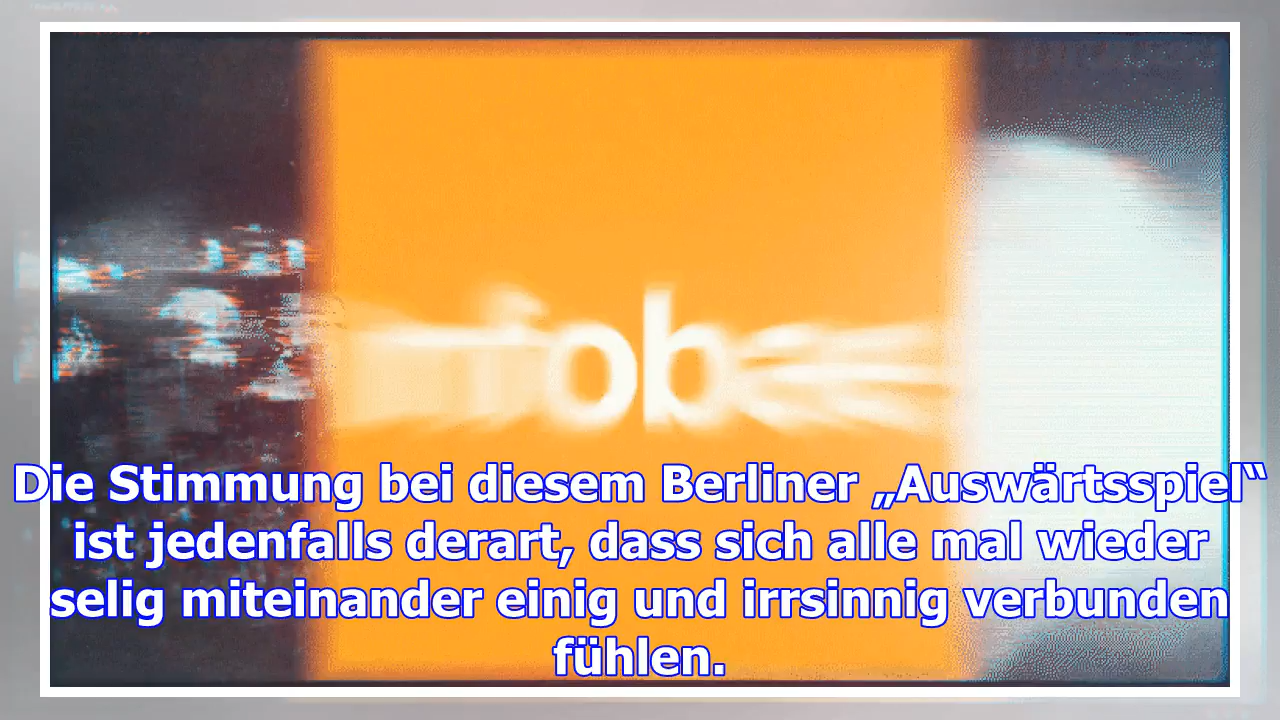 ob
Die Stimmung bei diesem Berliner „Auswärtsspiel“
ist jedenfalls derart, dass sich alle mal wieder
selig miteinander einig und irrsinnig verbunden
fühlen.